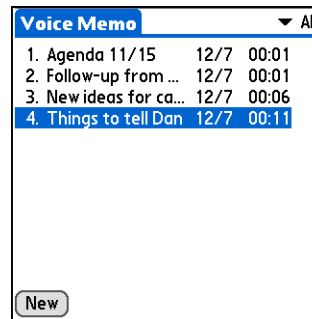 Voice Memo
1. Agenda 11/15 12/7 00:01
2. Follow-up from ... 12/7 00:01
3. New ideas for ca... 12/7 00:06
4. Things to tell Dan 12/7 00:11
New